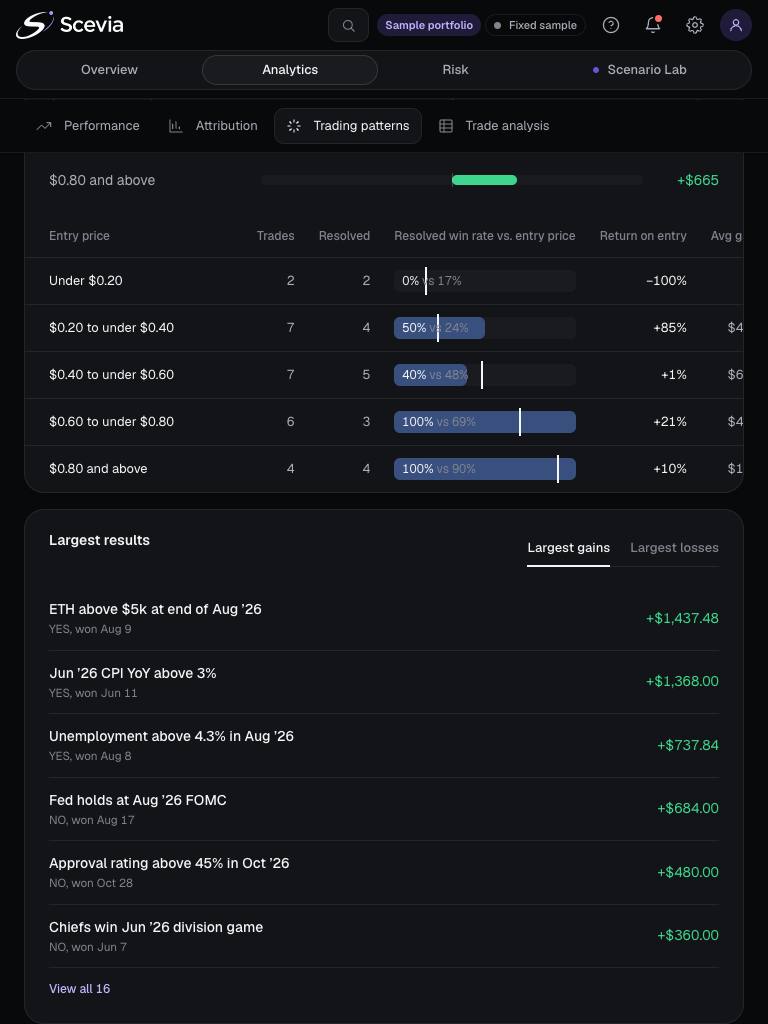 Scevia
Sample portfolio
Fixed sample
Overview
Analytics
Risk
Scenario Lab
Performance
Attribution
Trading patterns
Trade analysis
$0.80 and above +$665
Entry price Trades Resolved Resolved win rate vs. entry price Return on entry Avg
Under $0.20 2 2 0% vs 17% −100%
$0.20 to under $0.40 7 4 50% vs 24% +85% $4
$0.40 to under $0.60 7 5 40% vs 48% +1% $6
$0.60 to under $0.80 6 3 100% vs 69% +21% $4
$0.80 and above 4 4 100% vs 90% +10% $1
Largest results
Largest gains
Largest losses
ETH above $5k at end of Aug ’26
YES, won Aug 9
+$1,437.48
Jun ’26 CPI YoY above 3%
YES, won Jun 11
+$1,368.00
Unemployment above 4.3% in Aug ’26
YES, won Aug 8
+$737.84
Fed holds at Aug ’26 FOMC
NO, won Aug 17
+$684.00
Approval rating above 45% in Oct ’26
NO, won Oct 28
+$480.00
Chiefs win Jun ’26 division game
NO, won Jun 7
+$360.00
View all 16